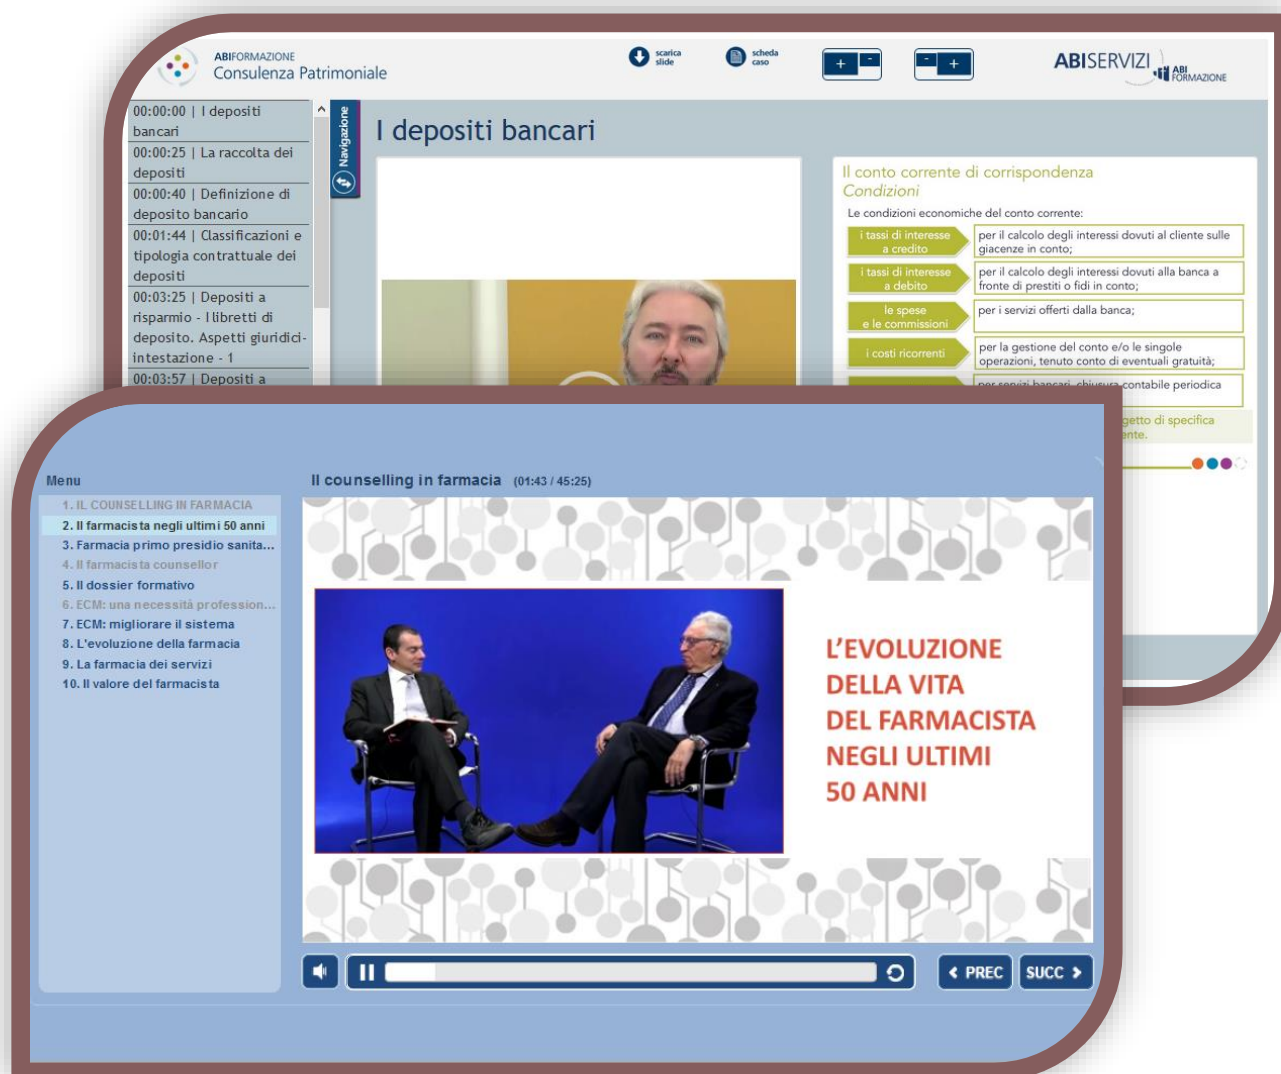 ABIFORMAZIONE
Consulenza Patrimoniale
scarica
slide
scheda
caso
+ -
- +
ABISERVIZI
ABI
FORMAZIONE
00:00:00 | I depositi
bancari
00:00:25 | La raccolta dei
depositi
00:00:40 | Definizione di
deposito bancario
00:01:44 | Classificazioni e
tipologia contrattuale dei
depositi
00:03:25 | Depositi a
risparmio - I libretti di
deposito. Aspetti giuridici-
intestazione - 1
00:03:57 | Depositi a
Navigazione
I depositi bancari
Il conto corrente di corrispondenza
Condizioni
Le condizioni economiche del conto corrente:
i tassi di interesse
a credito
per il calcolo degli interessi dovuti al cliente sulle
giacenze in conto;
i tassi di interesse
a debito
per il calcolo degli interessi dovuti alla banca a
fronte di prestiti o fidi in conto;
le spese
e le commissioni
per i servizi offerti dalla banca;
i costi ricorrenti
per la gestione del conto e/o le singole
operazioni, tenuto conto di eventuali gratuità;
per servizi bancari, chiusura contabile periodica
getto di specifica
ente.
Menu
1. IL COUNSELLING IN FARMACIA
2. Il farmacista negli ultimi 50 anni
3. Farmacia primo presidio sanita...
4. Il farmacista counsellor
5. Il dossier formativo
6. ECM: una necessità profession...
7. ECM: migliorare il sistema
8. L'evoluzione della farmacia
9. La farmacia dei servizi
10. Il valore del farmacista
Il counselling in farmacia (01:43 / 45:25)
L'EVOLUZIONE
DELLA VITA
DEL FARMACISTA
NEGLI ULTIMI
50 ANNI
PREC
SUCC